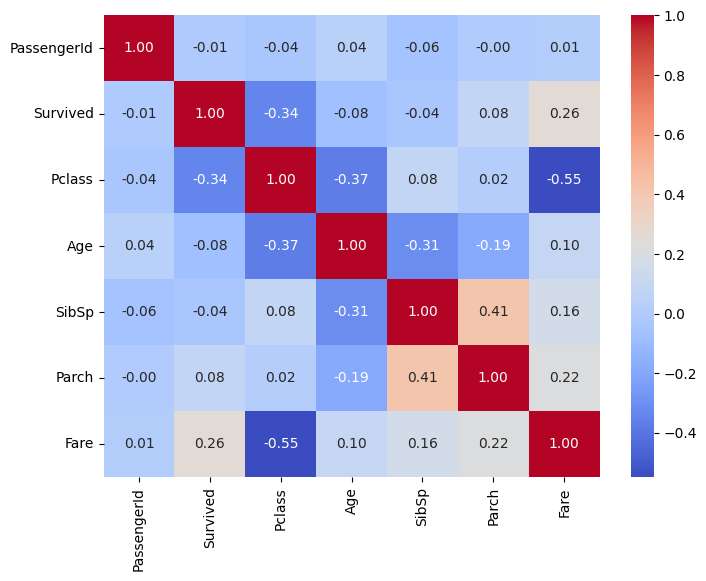 PassengerId 1.00 -0.01 -0.04 0.04 -0.06 -0.00 0.01
Survived -0.01 1.00 -0.34 -0.08 -0.04 0.08 0.26
Pclass -0.04 -0.34 1.00 -0.37 0.08 0.02 -0.55
Age 0.04 -0.08 -0.37 1.00 -0.31 -0.19 0.10
SibSp -0.06 -0.04 0.08 -0.31 1.00 0.41 0.16
Parch -0.00 0.08 0.02 -0.19 0.41 1.00 0.22
Fare 0.01 0.26 -0.55 0.10 0.16 0.22 1.00
PassengerId Survived Pclass Age SibSp Parch Fare
1.0
0.8
0.6
0.4
0.2
0.0
−0.2
−0.4